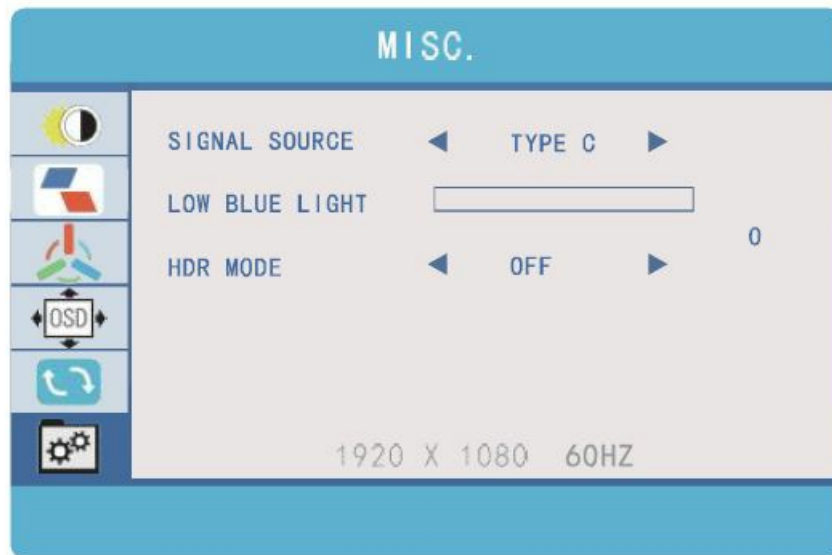 MISC.
SIGNAL SOURCE ◀ TYPE C ▶
LOW BLUE LIGHT
0
HDR MODE ◀ OFF ▶
OSD
1920 X 1080 60HZ